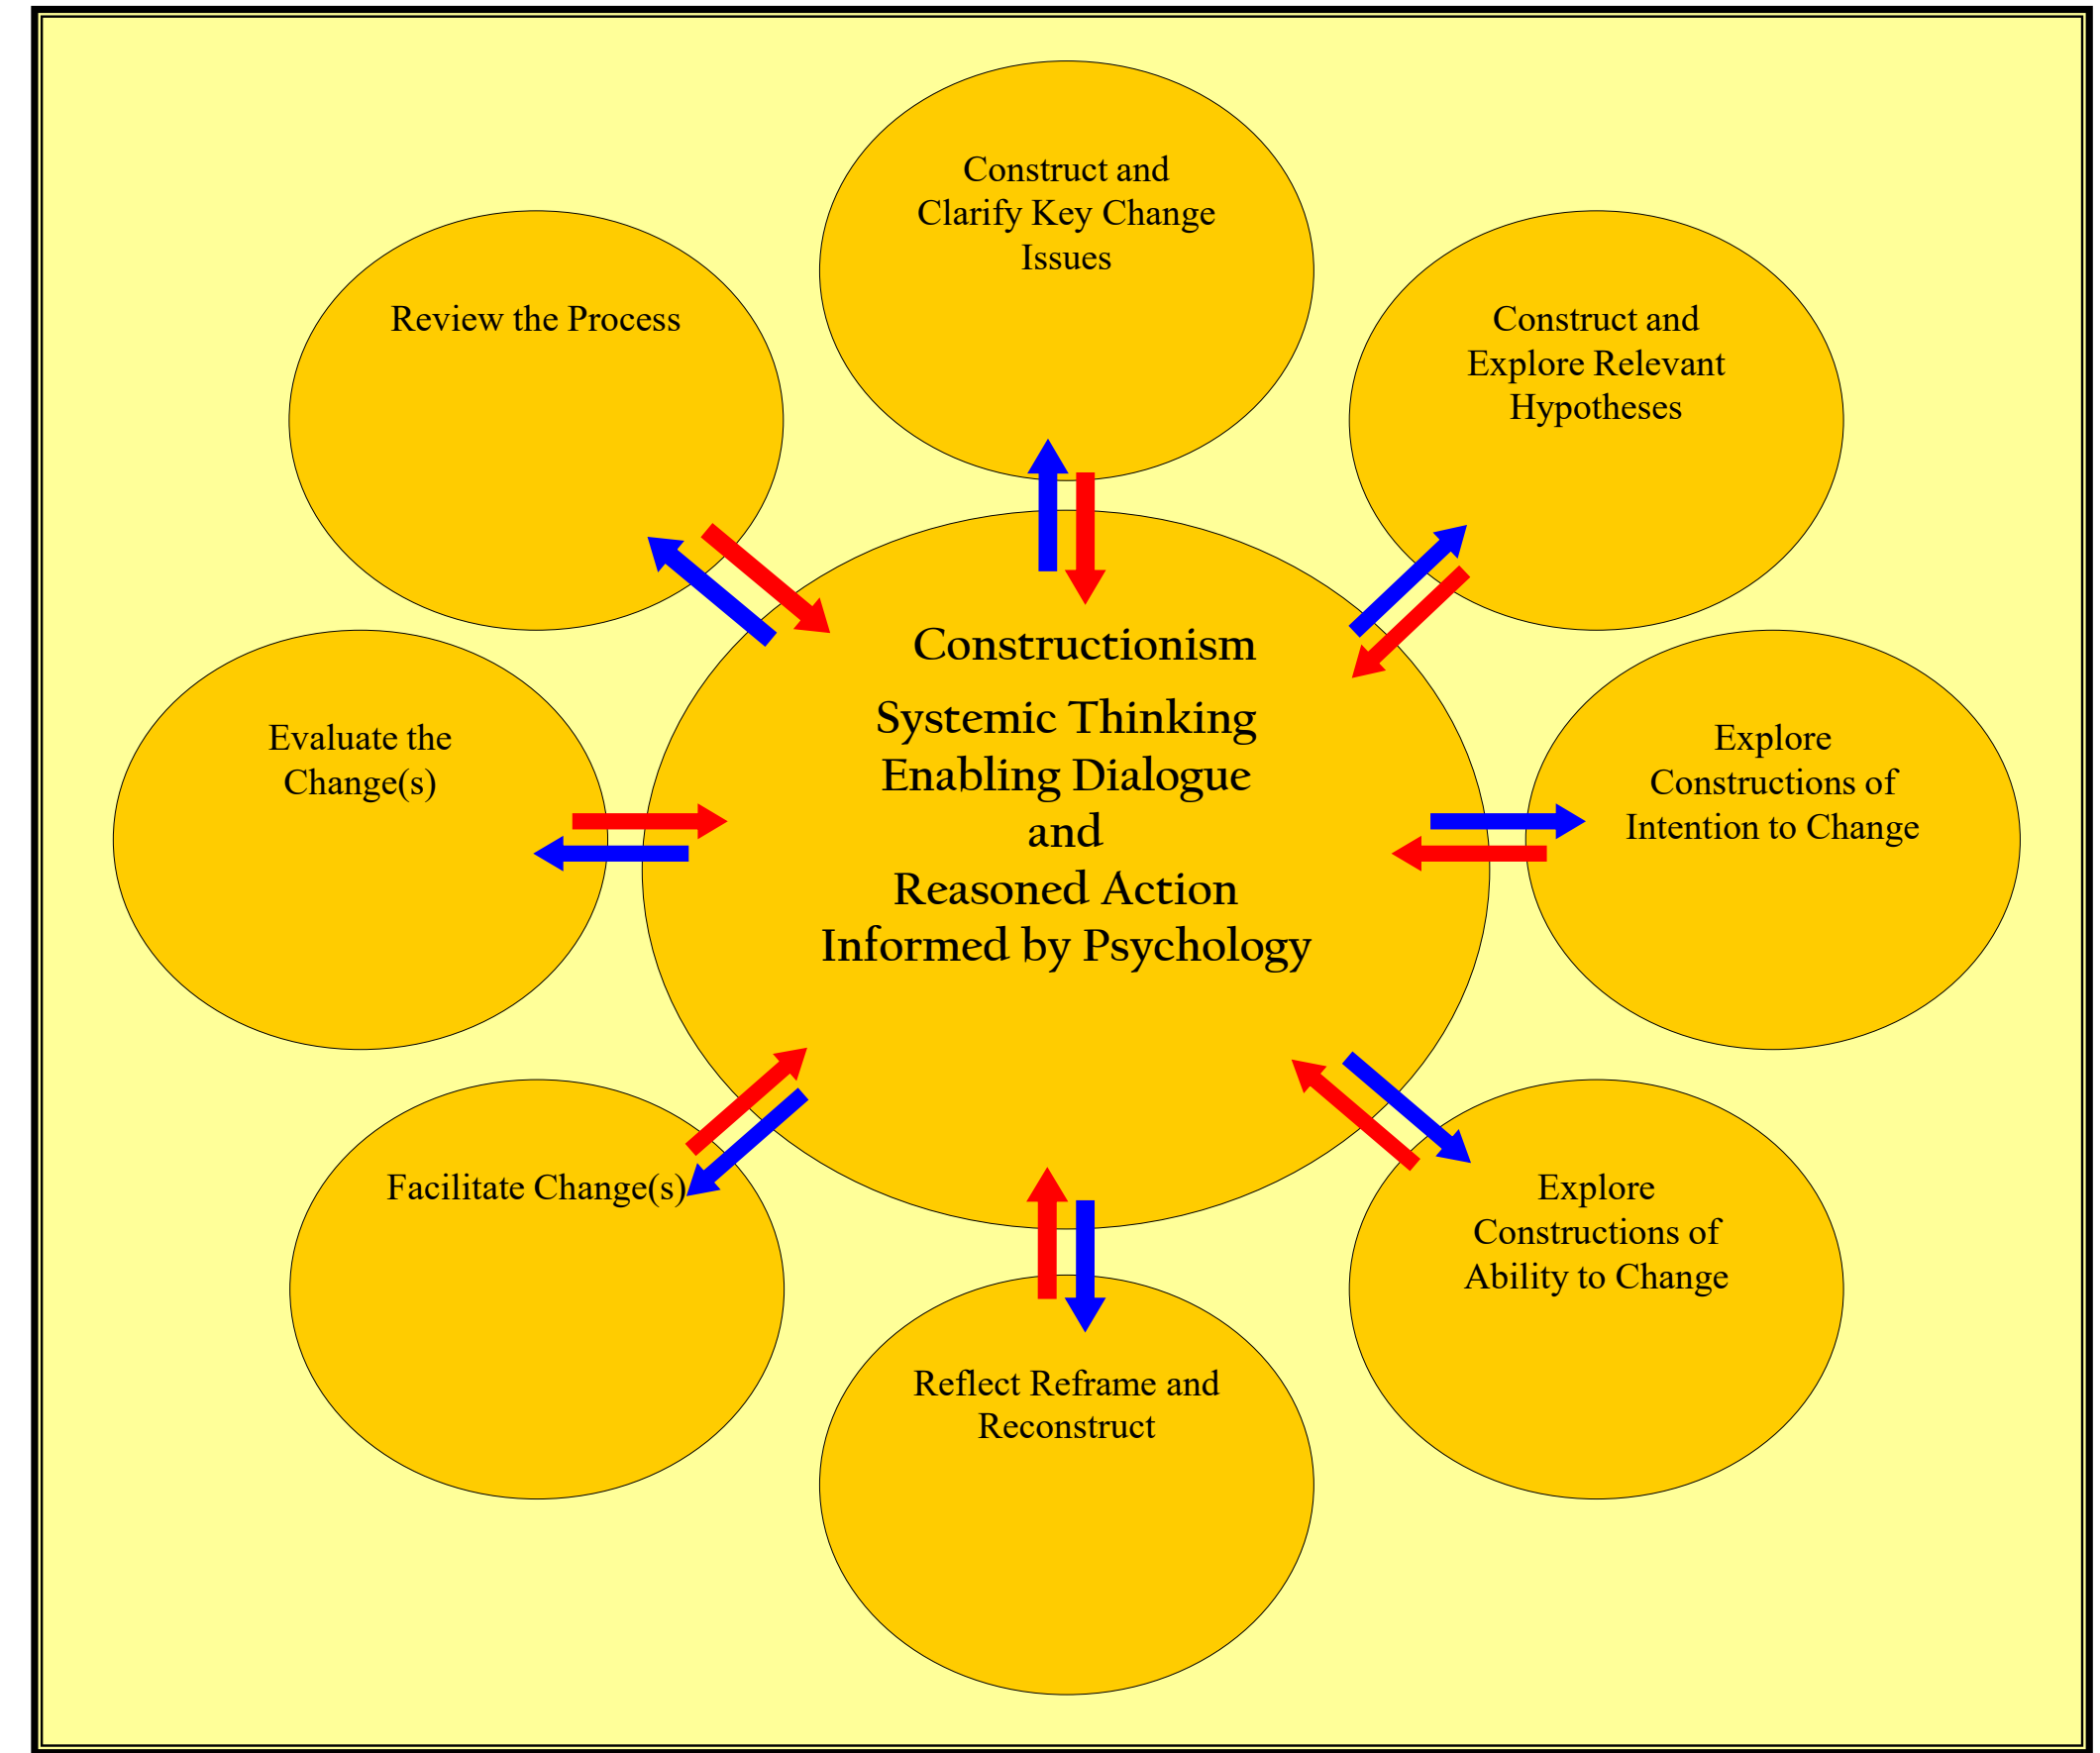 Construct and
Clarify Key Change
Issues
Review the Process
Construct and
Explore Relevant
Hypotheses
Constructionism
Systemic Thinking
Enabling Dialogue
and
Reasoned Action
Informed by Psychology
Evaluate the
Change(s)
Explore
Constructions of
Intention to Change
Facilitate Change(s)
Explore
Constructions of
Ability to Change
Reflect Reframe and
Reconstruct